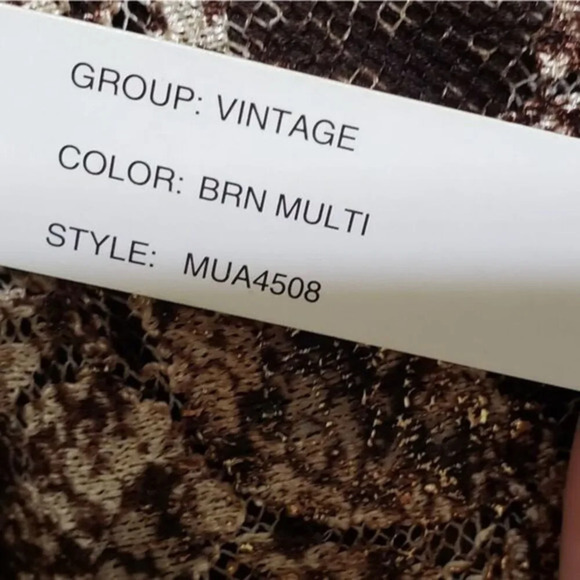 GROUP: VINTAGE
COLOR: BRN MULTI
STYLE: MUA4508